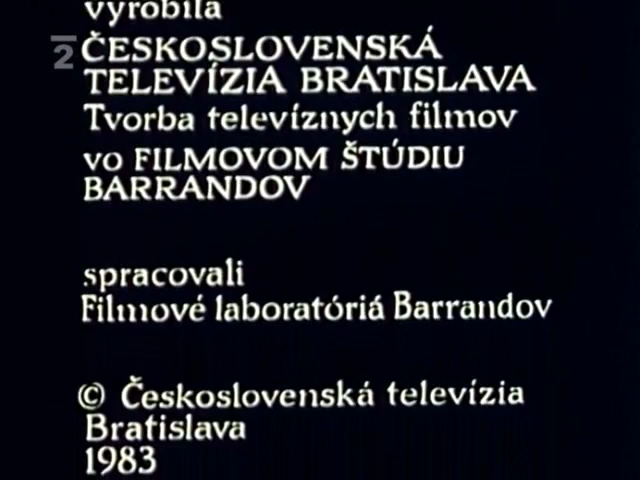 vyrobila
2
ČESKOSLOVENSKÁ
TELEVÍZIA BRATISLAVA
Tvorba televíznych filmov
vo FILMOVOM ŠTÚDIU
BARRANDOV
spracovali
Filmové laboratóriá Barrandov
© Československá televízia
Bratislava
1983